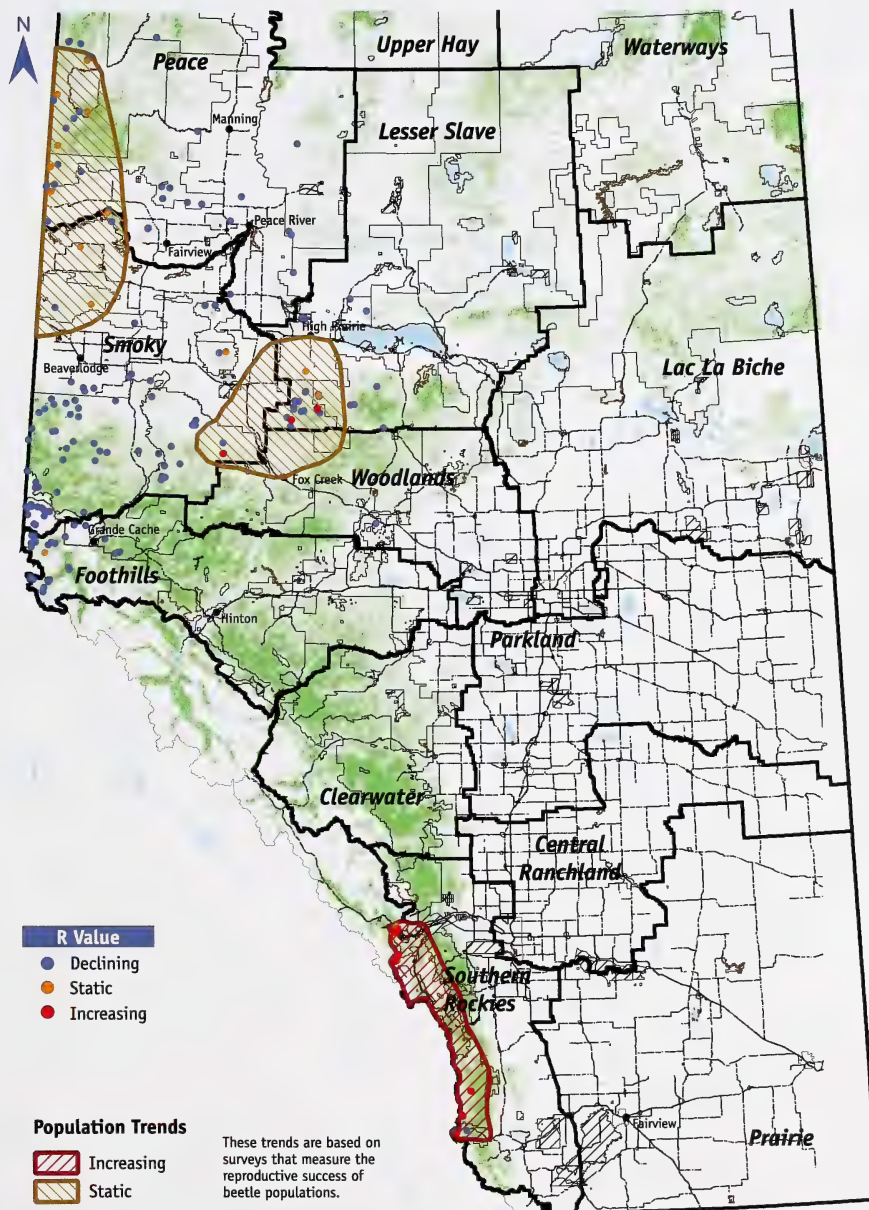 N
Peace
Upper Hay
Waterways
Manning
Lesser Slave
Peace River
Fairview
High Prairie
Smoky
Beaverlodge
Lac La Biche
Fox Creek
Woodlands
Grande Cache
Foothills
Hinton
Parkland
Clearwater
Central
Ranchland
R Value
Declining
Static
Increasing
Southern
Rockies
Population Trends
Increasing
Static
These trends are based on
surveys that measure the
reproductive success of
beetle populations.
Fairview
Prairie